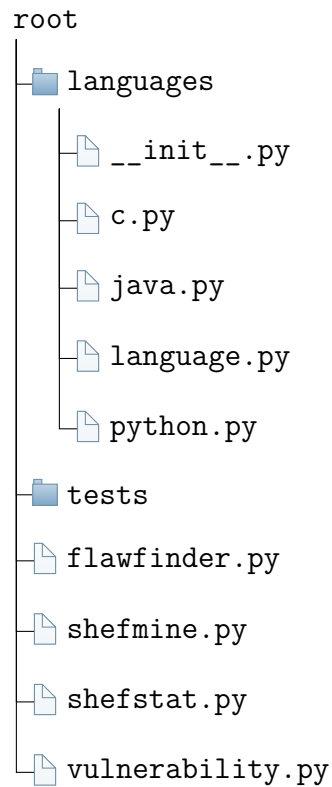 root
languages
__init__.py
c.py
java.py
language.py
python.py
tests
flawfinder.py
shefmine.py
shefstat.py
vulnerability.py